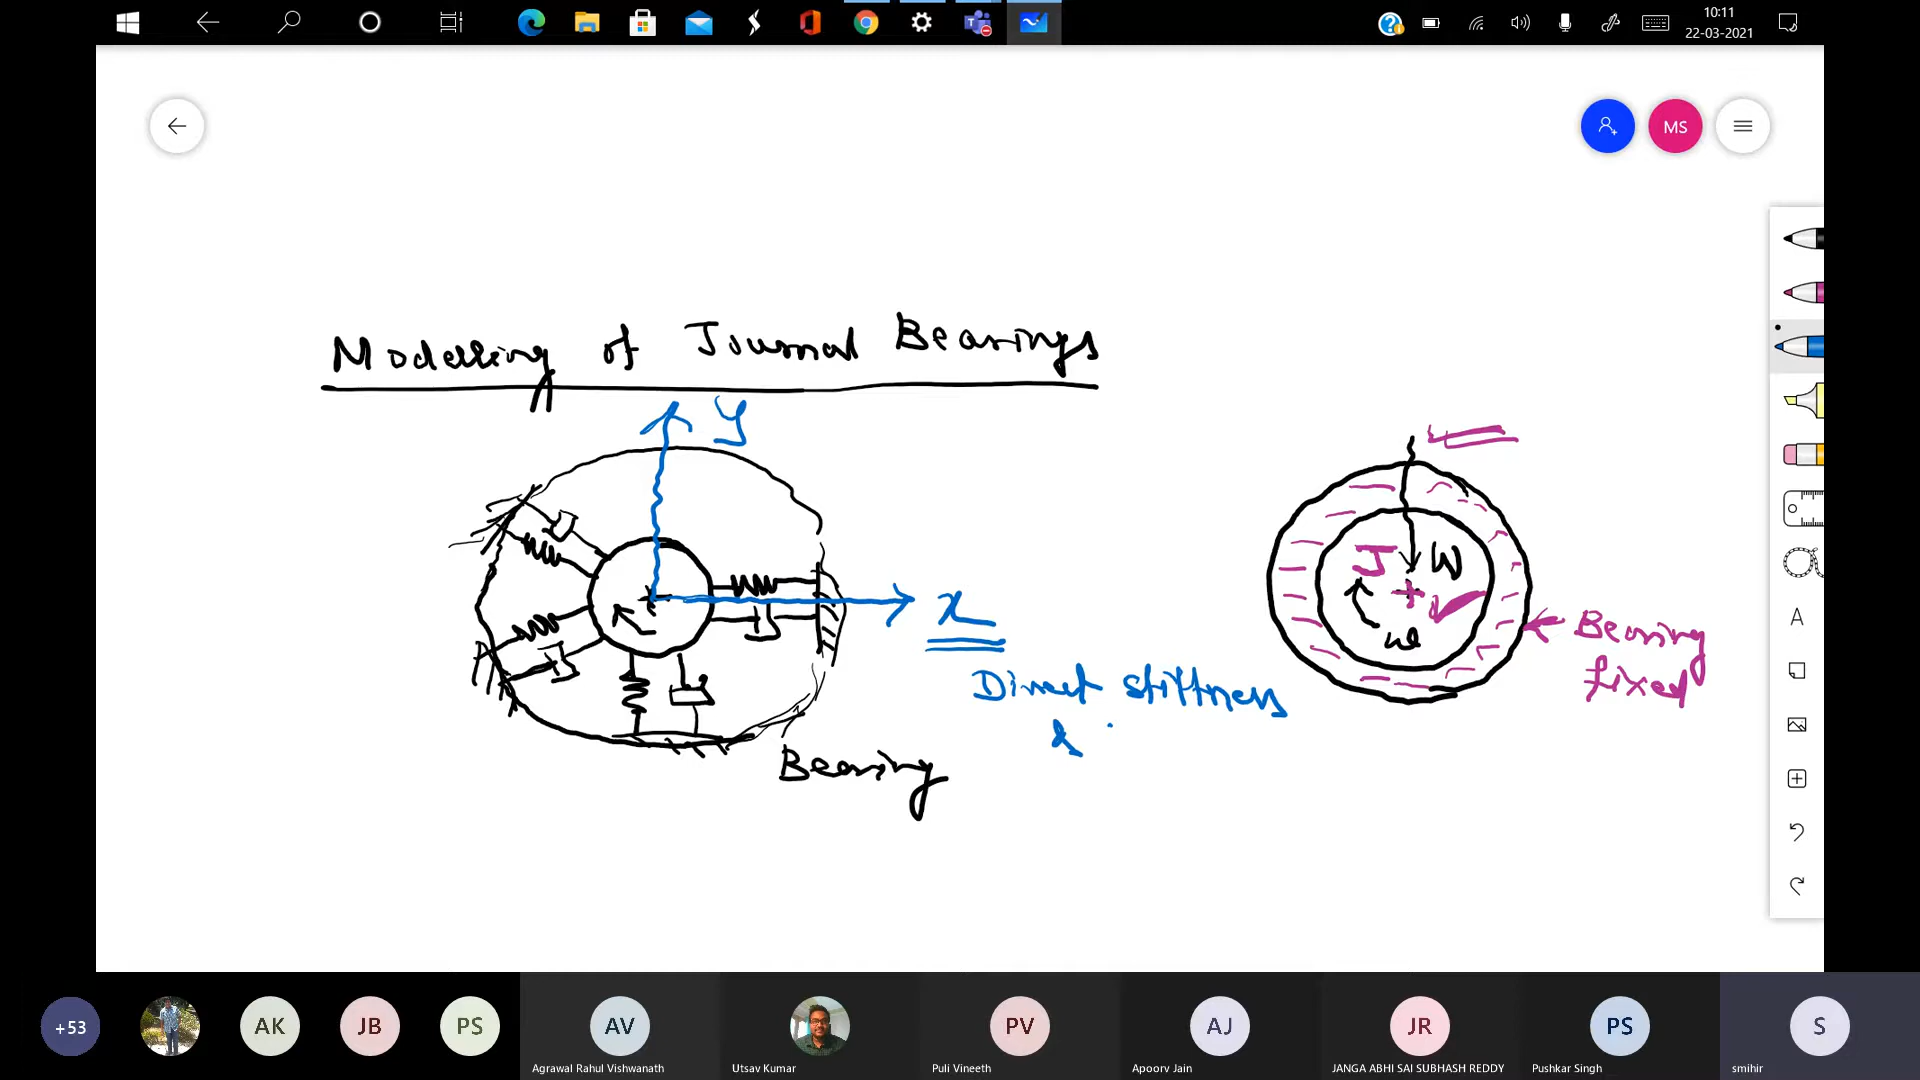 10:11
22-03-2021
MS
Modelling of Journal Bearings
y
J W
x
ω
Bearing
fixed
Direct stiffness
&
Bearing
A
+53
AK
JB
PS
AV
PV
AJ
JR
PS
S
Agrawal Rahul Vishwanath
Utsav Kumar
Puli Vineeth
Apoorv Jain
JANGA ABHI SAI SUBHASH REDDY
Pushkar Singh
smihir